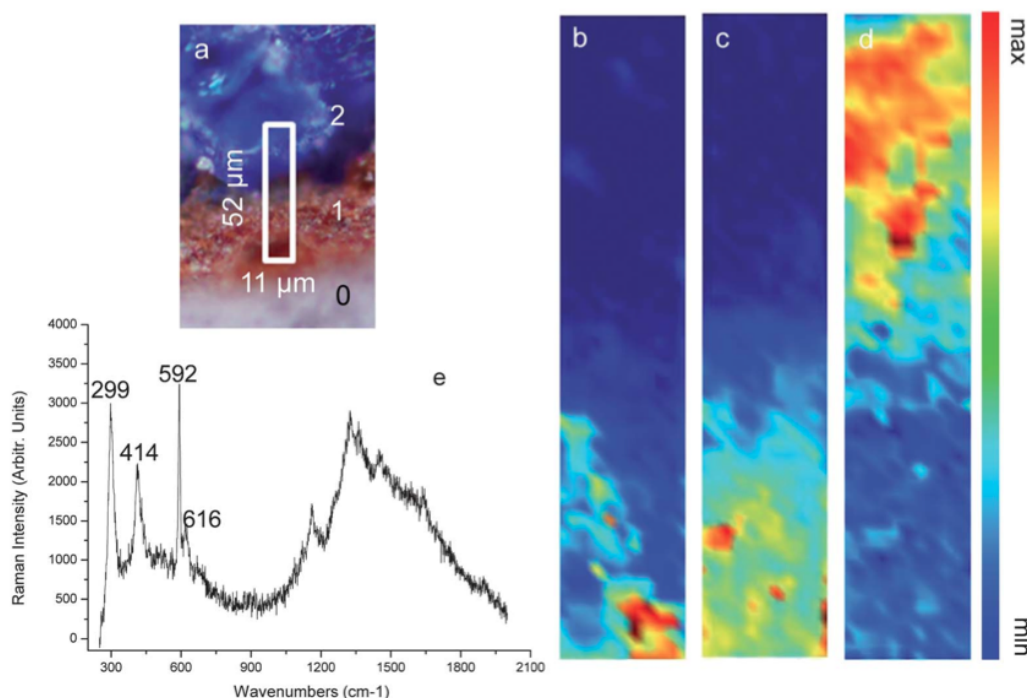 a
2
52 µm
1
11 µm
0
b
c
d
max
min
e
4000
3500
3000
2500
2000
1500
1000
500
0
299
414
592
616
Raman Intensity (Arbitr. Units)
300 600 900 1200 1500 1800 2100
Wavenumbers (cm-1)